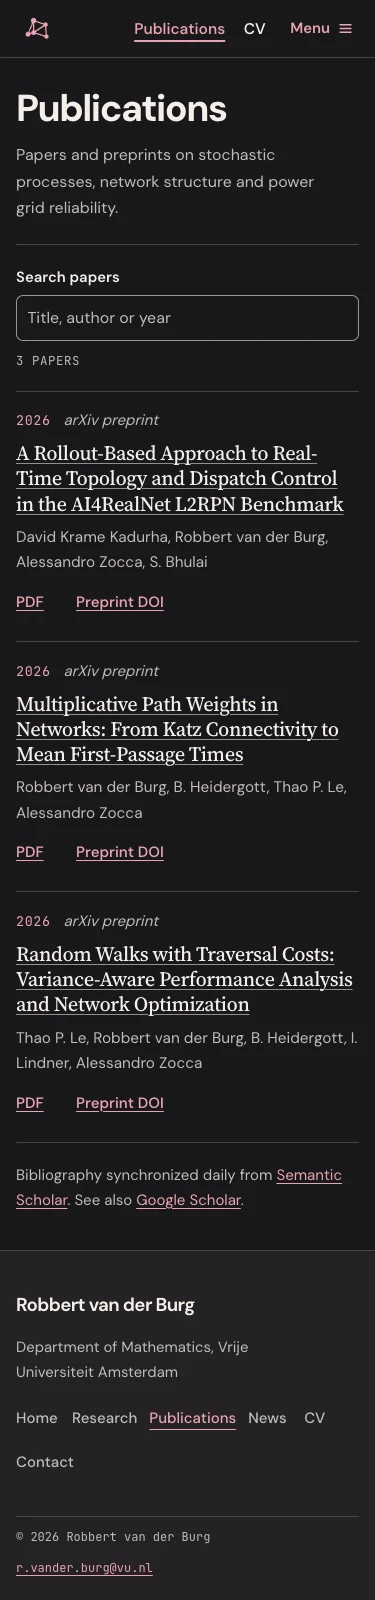 Publications CV Menu
Publications
Papers and preprints on stochastic
processes, network structure and power
grid reliability.
Search papers
Title, author or year
3 PAPERS
2026 arXiv preprint
A Rollout-Based Approach to Real-
Time Topology and Dispatch Control
in the AI4RealNet L2RPN Benchmark
David Krame Kadurha, Robbert van der Burg,
Alessandro Zocca, S. Bhulai
PDF Preprint DOI
2026 arXiv preprint
Multiplicative Path Weights in
Networks: From Katz Connectivity to
Mean First-Passage Times
Robbert van der Burg, B. Heidergott, Thao P. Le,
Alessandro Zocca
PDF Preprint DOI
2026 arXiv preprint
Random Walks with Traversal Costs:
Variance-Aware Performance Analysis
and Network Optimization
Thao P. Le, Robbert van der Burg, B. Heidergott, I.
Lindner, Alessandro Zocca
PDF Preprint DOI
Bibliography synchronized daily from Semantic
Scholar. See also Google Scholar.
Robbert van der Burg
Department of Mathematics, Vrije
Universiteit Amsterdam
Home Research Publications News CV
Contact
© 2026 Robbert van der Burg
r.vander.burg@vu.nl